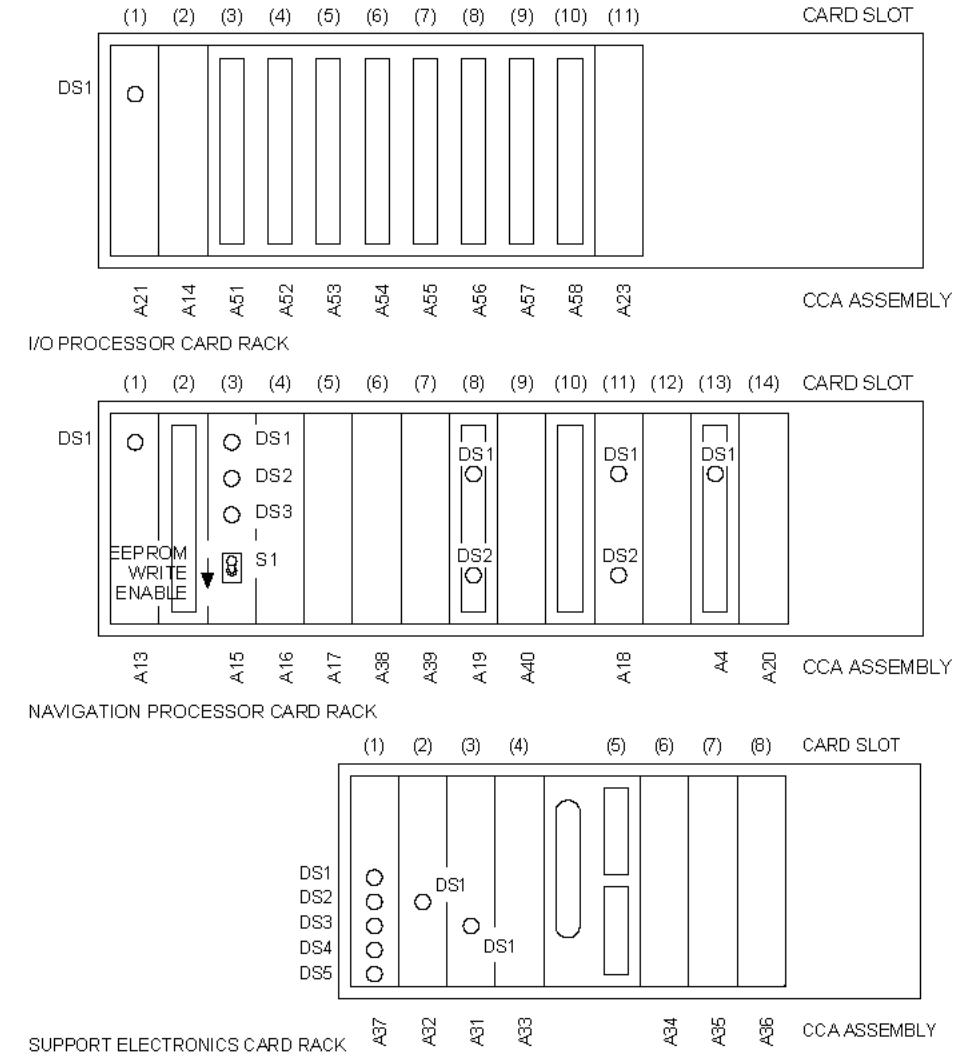 (1) (2) (3) (4) (5) (6) (7) (8) (9) (10) (11) CARD SLOT
DS1
A21 A14 A51 A52 A53 A54 A55 A56 A57 A58 A23 CCA ASSEMBLY
I/O PROCESSOR CARD RACK
(1) (2) (3) (4) (5) (6) (7) (8) (9) (10) (11) (12) (13) (14) CARD SLOT
DS1 DS1
DS1 DS1 DS1
DS2
DS3
EEPROM
WRITE
ENABLE
S1
DS2 DS2
A13 A15 A16 A17 A38 A39 A19 A40 A18 A4 A20 CCA ASSEMBLY
NAVIGATION PROCESSOR CARD RACK
(1) (2) (3) (4) (5) (6) (7) (8) CARD SLOT
DS1
DS2
DS3
DS4
DS5
DS1
DS1
A37 A32 A31 A33 A34 A35 A36 CCA ASSEMBLY
SUPPORT ELECTRONICS CARD RACK